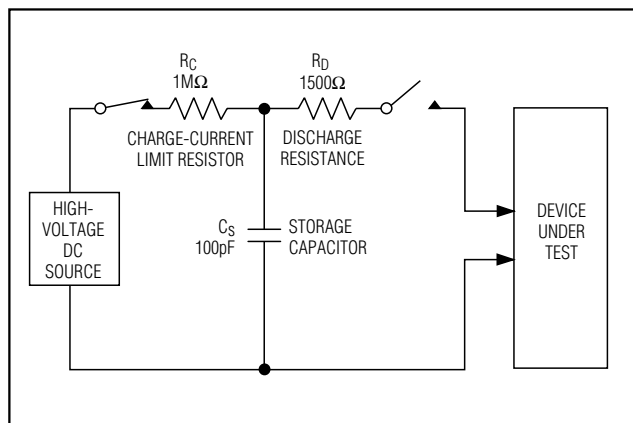 R_C
1MΩ
R_D
1500Ω
CHARGE-CURRENT
LIMIT RESISTOR
DISCHARGE
RESISTANCE
HIGH-
VOLTAGE
DC
SOURCE
C_S
100pF
STORAGE
CAPACITOR
DEVICE
UNDER
TEST